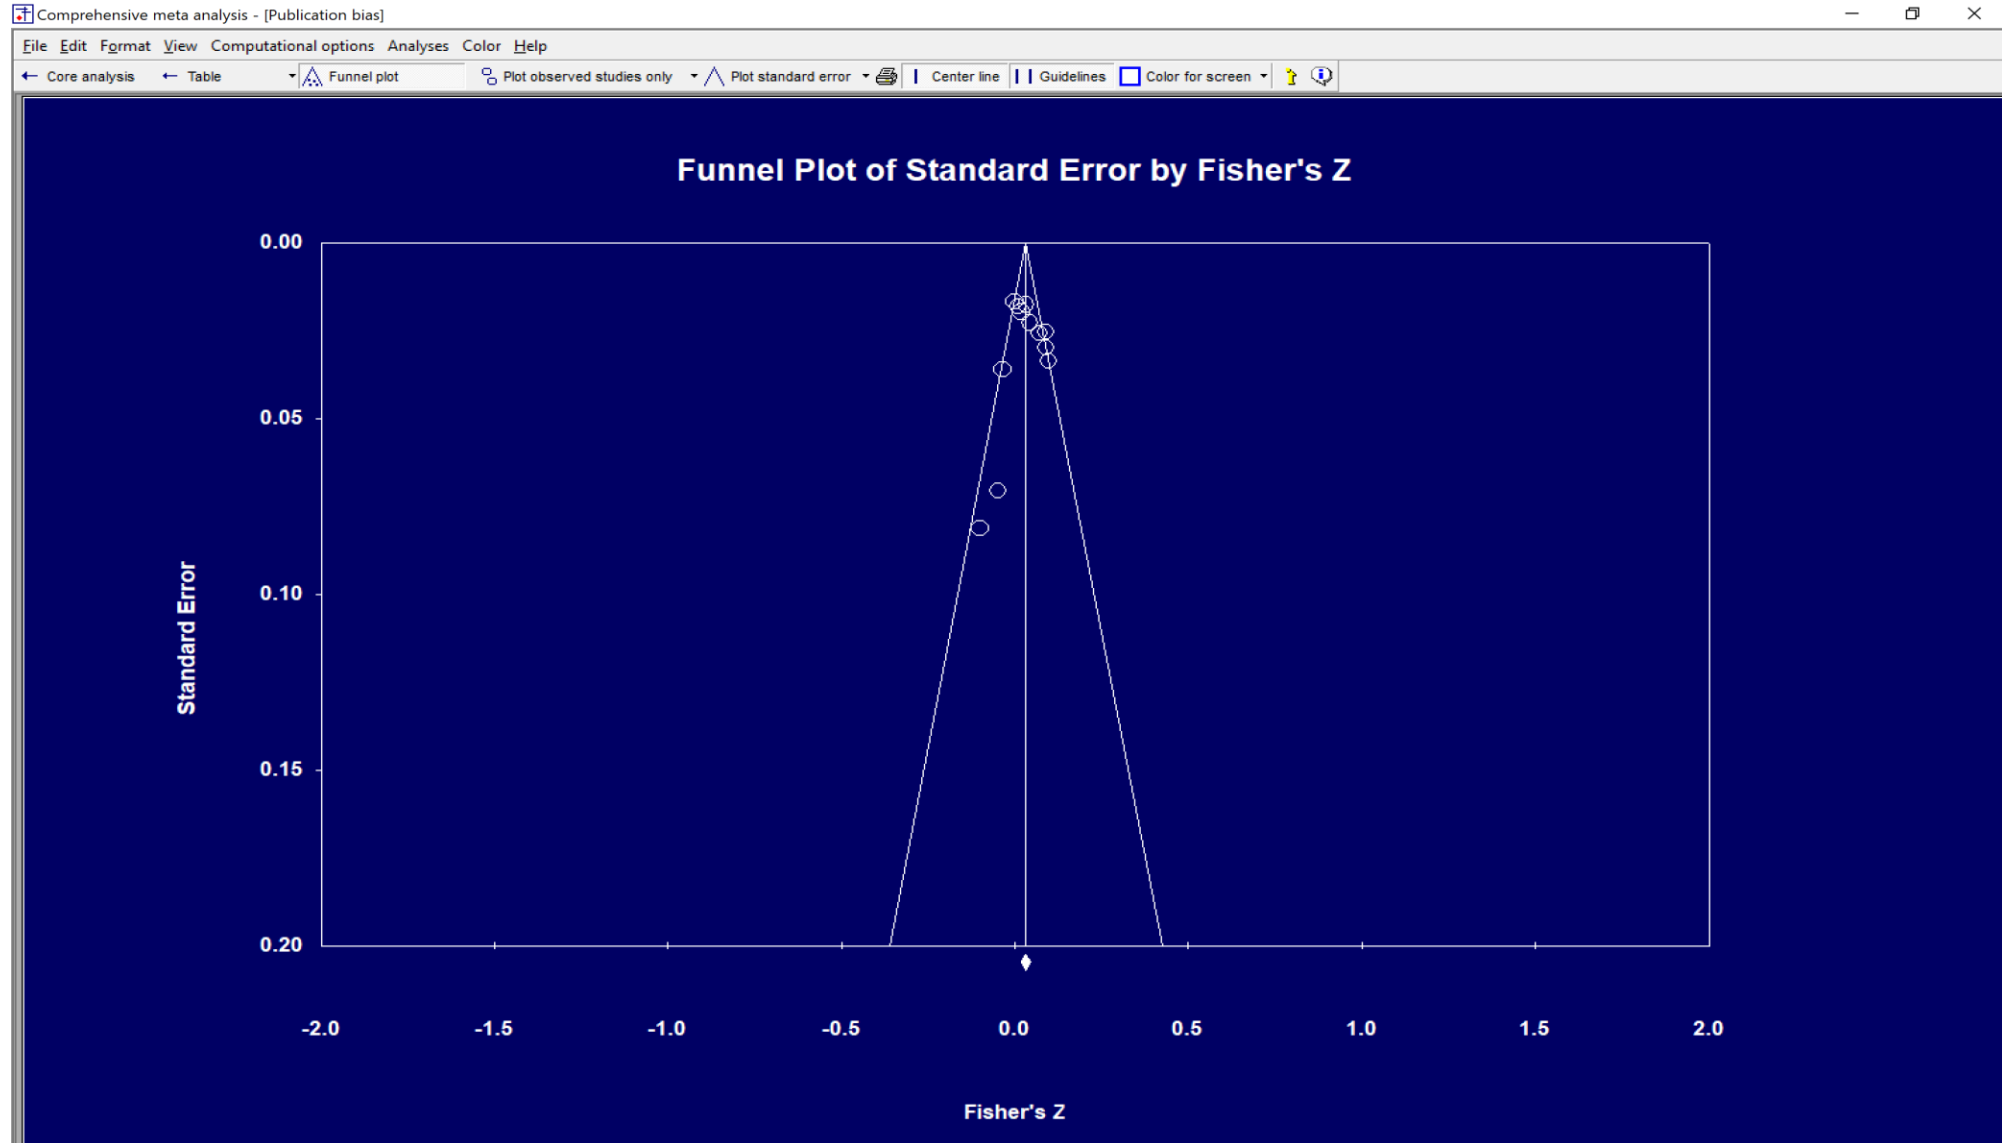 Comprehensive meta analysis - [Publication bias]
File Edit Format View Computational options Analyses Color Help
← Core analysis ← Table Funnel plot Plot observed studies only Plot standard error Center line Guidelines Color for screen
Funnel Plot of Standard Error by Fisher's Z
0.00
0.05
0.10
0.15
0.20
Standard Error
-2.0 -1.5 -1.0 -0.5 0.0 0.5 1.0 1.5 2.0
Fisher's Z